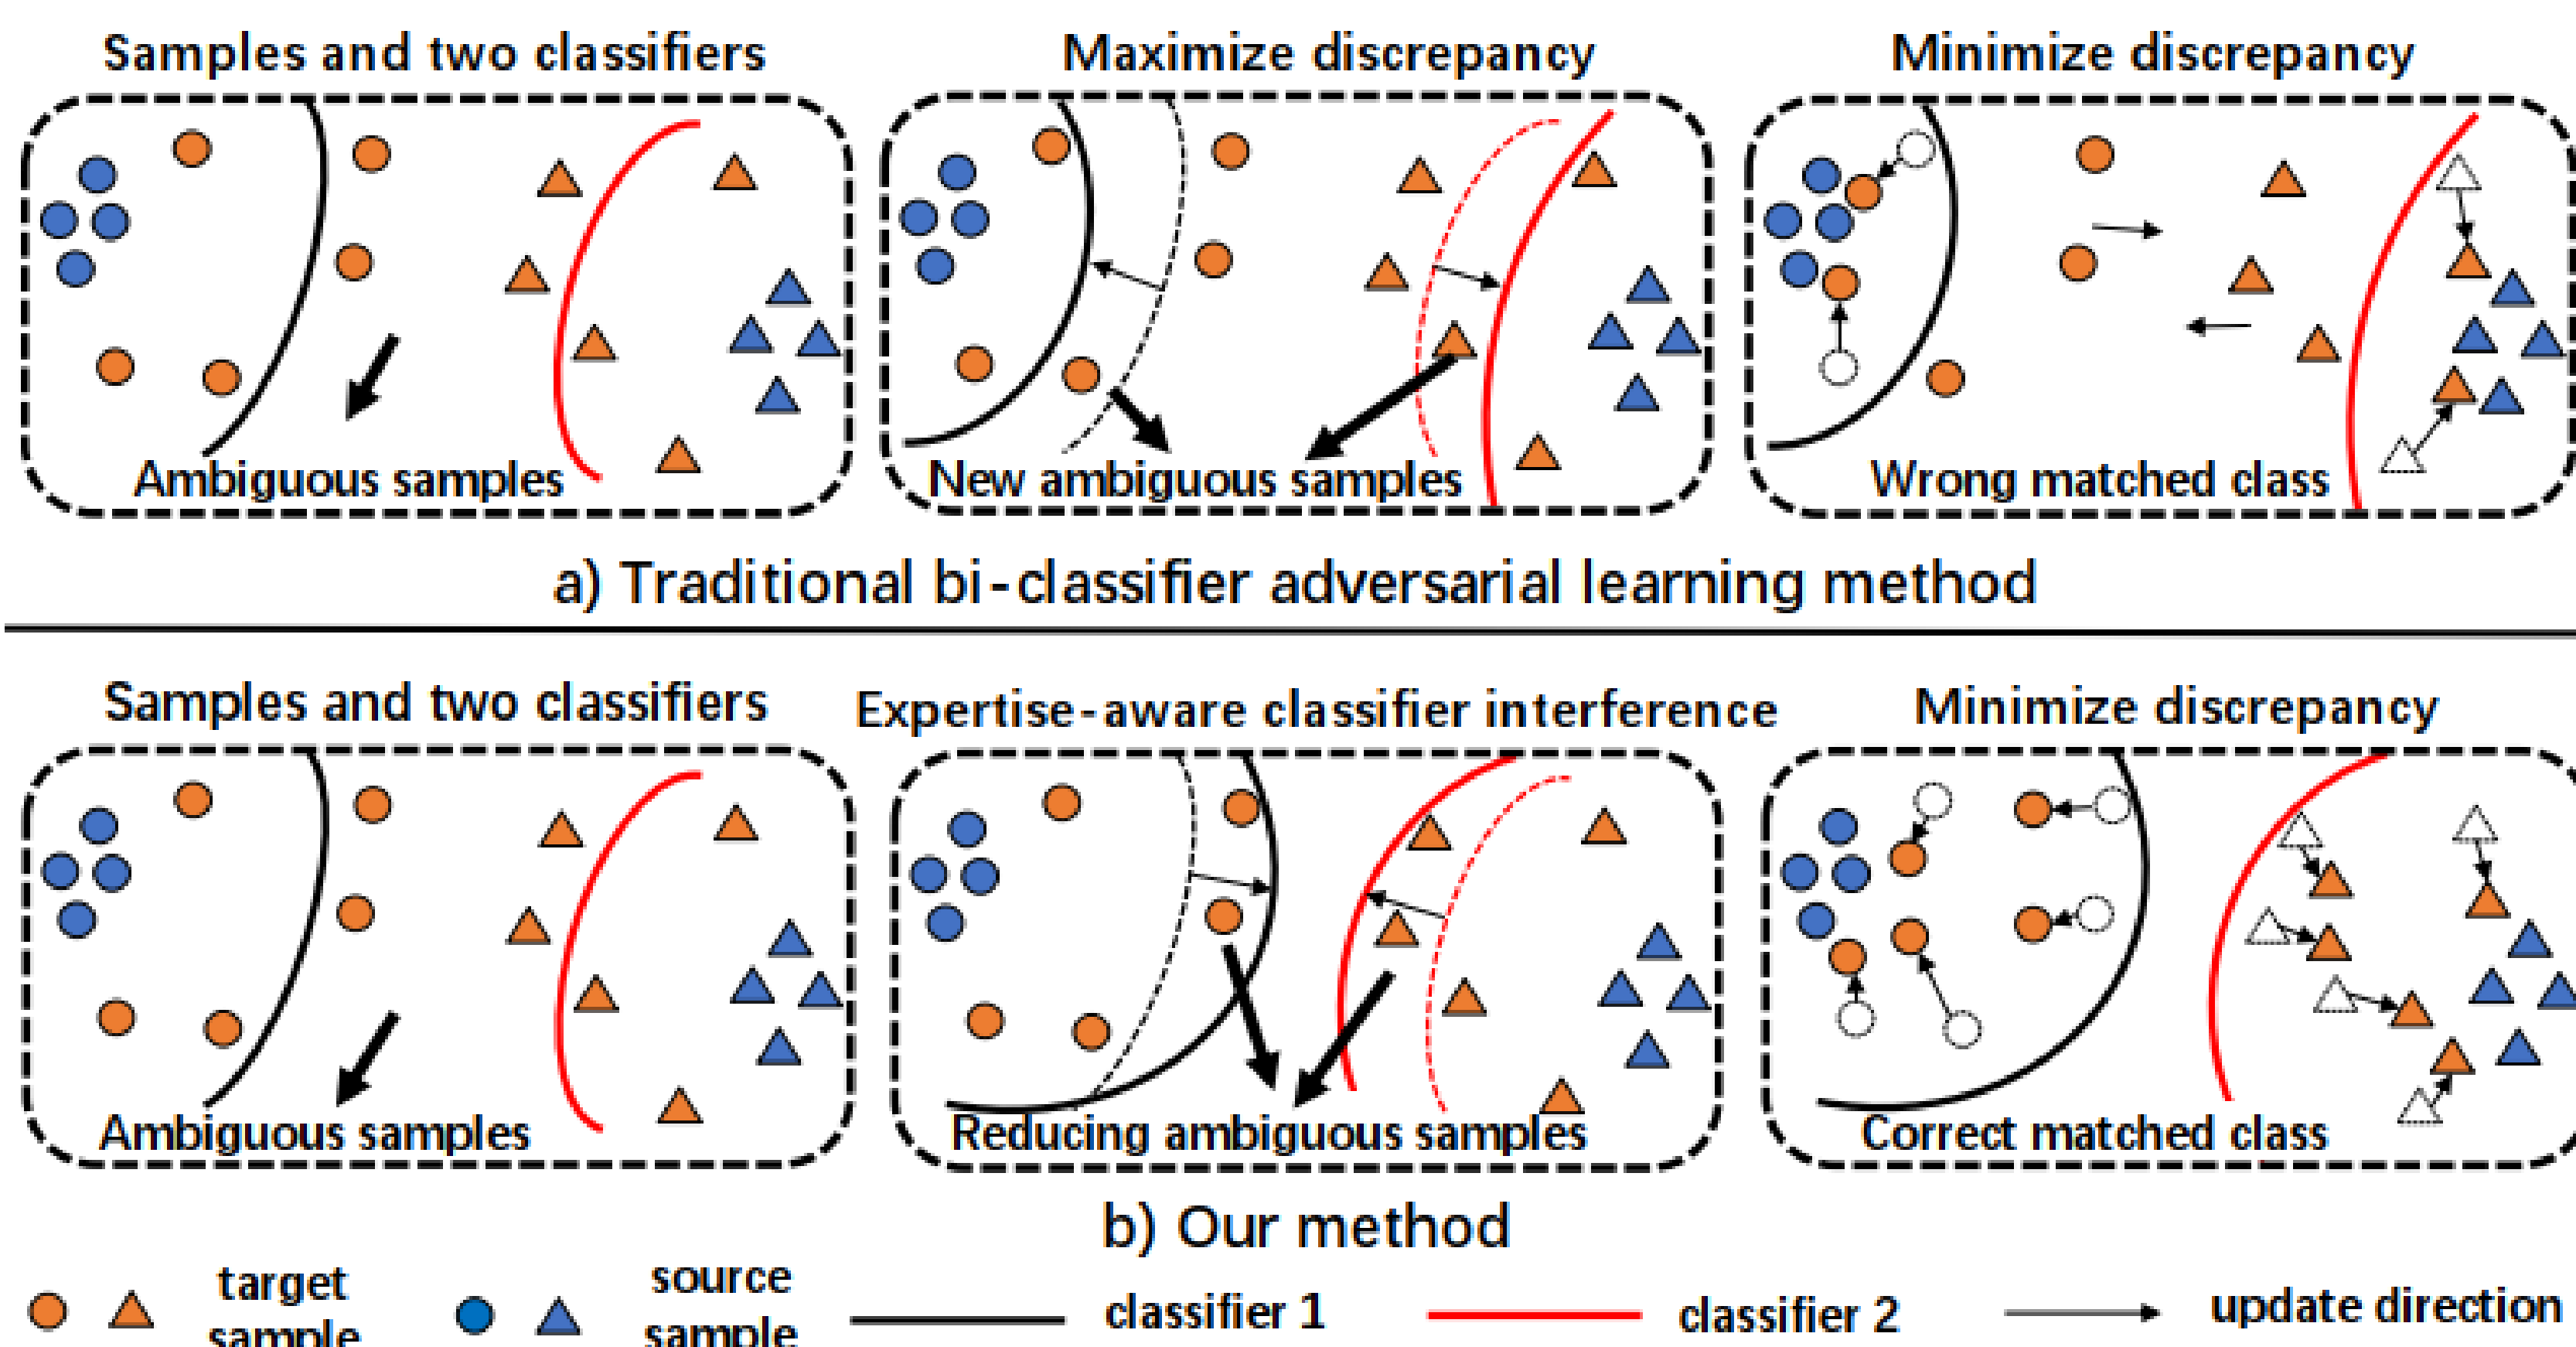 Samples and two classifiers
Maximize discrepancy
Minimize discrepancy
Ambiguous samples
New ambiguous samples
Wrong matched class
a) Traditional bi-classifier adversarial learning method
Samples and two classifiers
Expertise-aware classifier interference
Minimize discrepancy
Ambiguous samples
Reducing ambiguous samples
Correct matched class
b) Our method
target
sample
source
sample
classifier 1
classifier 2
update direction